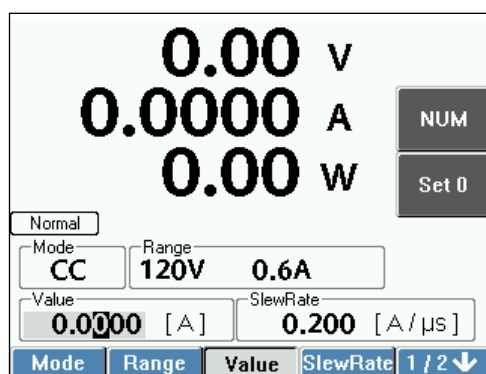 0.00 V
0.0000 A
0.00 W
NUM
Set 0
Normal
Mode
CC
Range
120V 0.6A
Value
0.0000 [A]
SlewRate
0.200 [A/μs]
Mode Range Value SlewRate 1/2↓